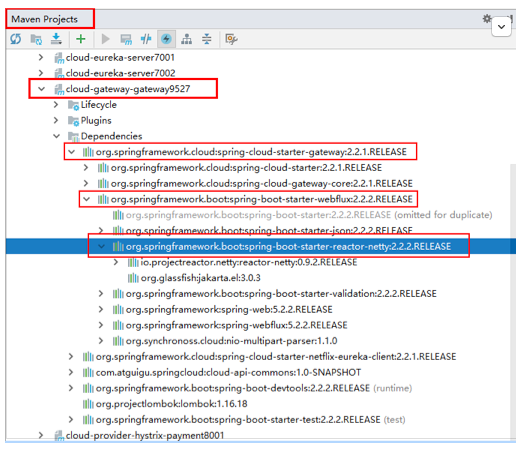 Maven Projects
cloud-eureka-server7001
cloud-eureka-server7002
cloud-gateway-gateway9527
Lifecycle
Plugins
Dependencies
org.springframework.cloud:spring-cloud-starter-gateway:2.2.1.RELEASE
org.springframework.cloud:spring-cloud-starter:2.2.1.RELEASE
org.springframework.cloud:spring-cloud-gateway-core:2.2.1.RELEASE
org.springframework.boot:spring-boot-starter-webflux:2.2.2.RELEASE
org.springframework.boot:spring-boot-starter:2.2.2.RELEASE (omitted for duplicate)
org.springframework.boot:spring-boot-starter-json:2.2.2.RELEASE
org.springframework.boot:spring-boot-starter-reactor-netty:2.2.2.RELEASE
io.projectreactor.netty:reactor-netty:0.9.2.RELEASE
org.glassfish:jakarta.el:3.0.3
org.springframework.boot:spring-boot-starter-validation:2.2.2.RELEASE
org.springframework:spring-web:5.2.2.RELEASE
org.springframework:spring-webflux:5.2.2.RELEASE
org.synchronoss.cloud:nio-multipart-parser:1.1.0
org.springframework.cloud:spring-cloud-starter-netflix-eureka-client:2.2.1.RELEASE
com.atguigu.springcloud:cloud-api-commons:1.0-SNAPSHOT
org.springframework.boot:spring-boot-devtools:2.2.2.RELEASE (runtime)
org.projectlombok:lombok:1.16.18
org.springframework.boot:spring-boot-starter-test:2.2.2.RELEASE (test)
cloud-provider-hystrix-payment8001